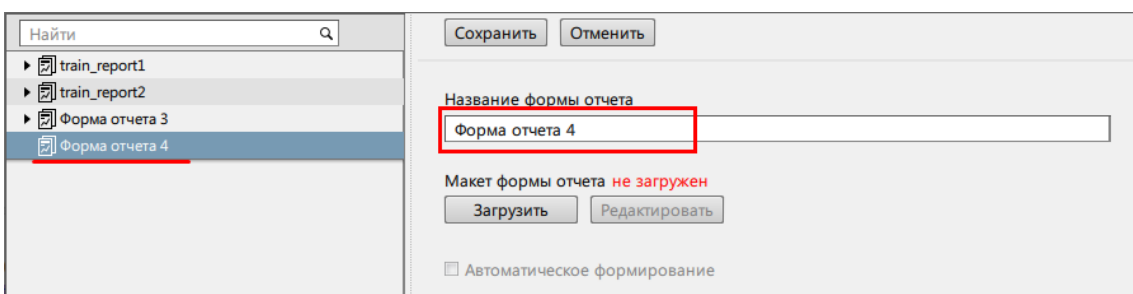 Найти
train_report1
train_report2
Форма отчета 3
Форма отчета 4
Сохранить Отменить
Название формы отчета
Форма отчета 4
Макет формы отчета не загружен
Загрузить Редактировать
Автоматическое формирование